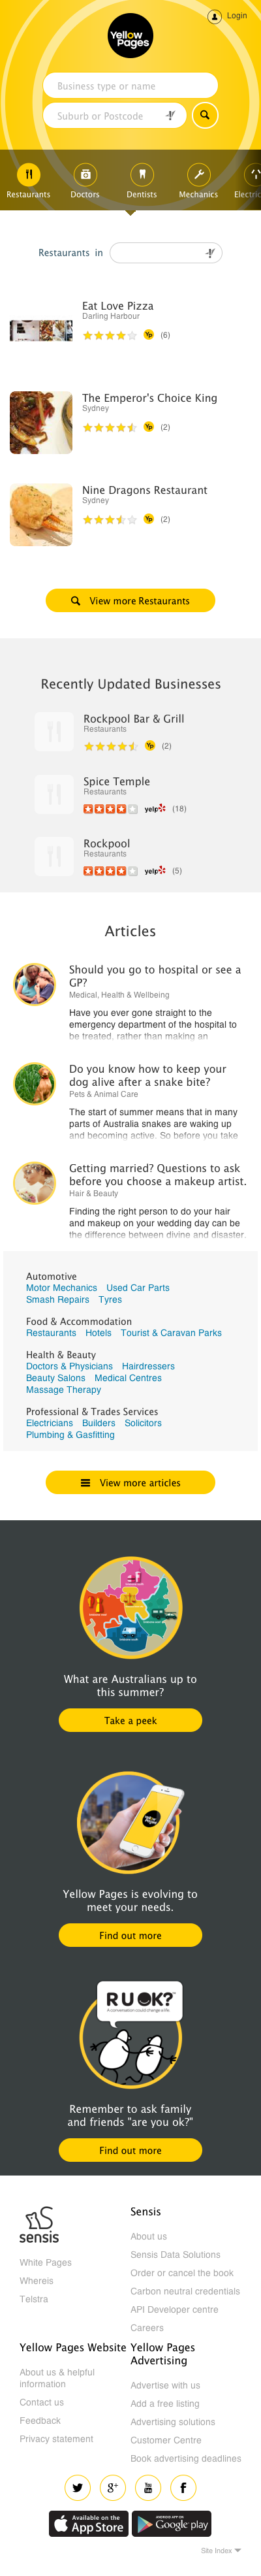 Login
Yellow
Pages
Business type or name
Suburb or Postcode
Restaurants
Doctors
Dentists
Mechanics
Electric
Restaurants in
Eat Love Pizza
Darling Harbour
Yp (6)
The Emperor's Choice King
Sydney
Yp (2)
Nine Dragons Restaurant
Sydney
Yp (2)
View more Restaurants
Recently Updated Businesses
Rockpool Bar & Grill
Restaurants
Yp (2)
Spice Temple
Restaurants
yelp (18)
Rockpool
Restaurants
yelp (5)
Articles
Should you go to hospital or see a
GP?
Medical, Health & Wellbeing
Have you ever gone straight to the
emergency department of the hospital to
be treated, rather than making an
Do you know how to keep your
dog alive after a snake bite?
Pets & Animal Care
The start of summer means that in many
parts of Australia snakes are waking up
and becoming active. So before you take
Getting married? Questions to ask
before you choose a makeup artist.
Hair & Beauty
Finding the right person to do your hair
and makeup on your wedding day can be
the difference between divine and disaster.
Automotive
Motor Mechanics Used Car Parts
Smash Repairs Tyres
Food & Accommodation
Restaurants Hotels Tourist & Caravan Parks
Health & Beauty
Doctors & Physicians Hairdressers
Beauty Salons Medical Centres
Massage Therapy
Professional & Trades Services
Electricians Builders Solicitors
Plumbing & Gasfitting
View more articles
What are Australians up to
this summer?
Take a peek
Yellow Pages is evolving to
meet your needs.
Find out more
R U OK?
A conversation could change a life.
Remember to ask family
and friends "are you ok?"
Find out more
sensis
White Pages
Whereis
Telstra
Sensis
About us
Sensis Data Solutions
Order or cancel the book
Carbon neutral credentials
API Developer centre
Careers
Yellow Pages Website
About us & helpful
information
Contact us
Feedback
Privacy statement
Yellow Pages
Advertising
Advertise with us
Add a free listing
Advertising solutions
Customer Centre
Book advertising deadlines
g+
You
Tube
f
Available on the
App Store
ANDROID APP ON
Google play
Site Index